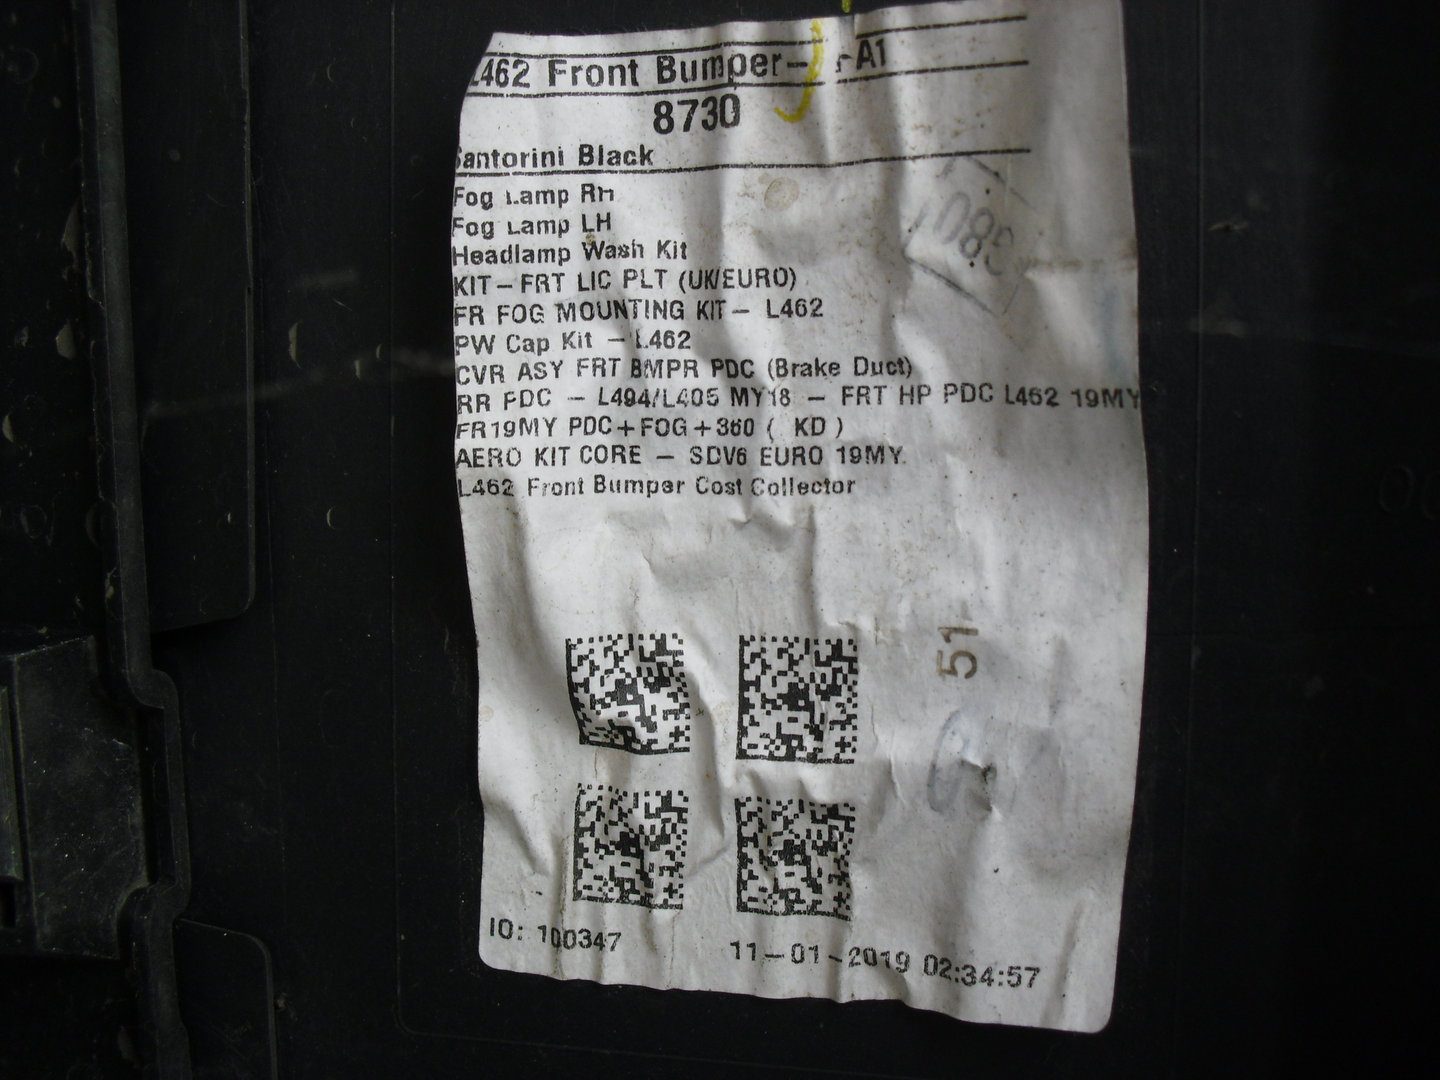 L462 Front Bumper- -A1
8730
Santorini Black
Fog Lamp RH
Fog Lamp LH
Headlamp Wash Kit
KIT-FRT LIC PLT (UK/EURO)
FR FOG MOUNTING KIT- L462
PW Cap Kit - L462
CVR ASY FRT BMPR PDC (Brake Duct)
RR PDC - L494/L405 MY18 - FRT HP PDC L462 19MY
FR19MY PDC+FOG+360 ( KD )
AERO KIT CORE - SDV6 EURO 19MY
L462 Front Bumper Cost Collector
51
IO: 100347
11-01-2019 02:34:57